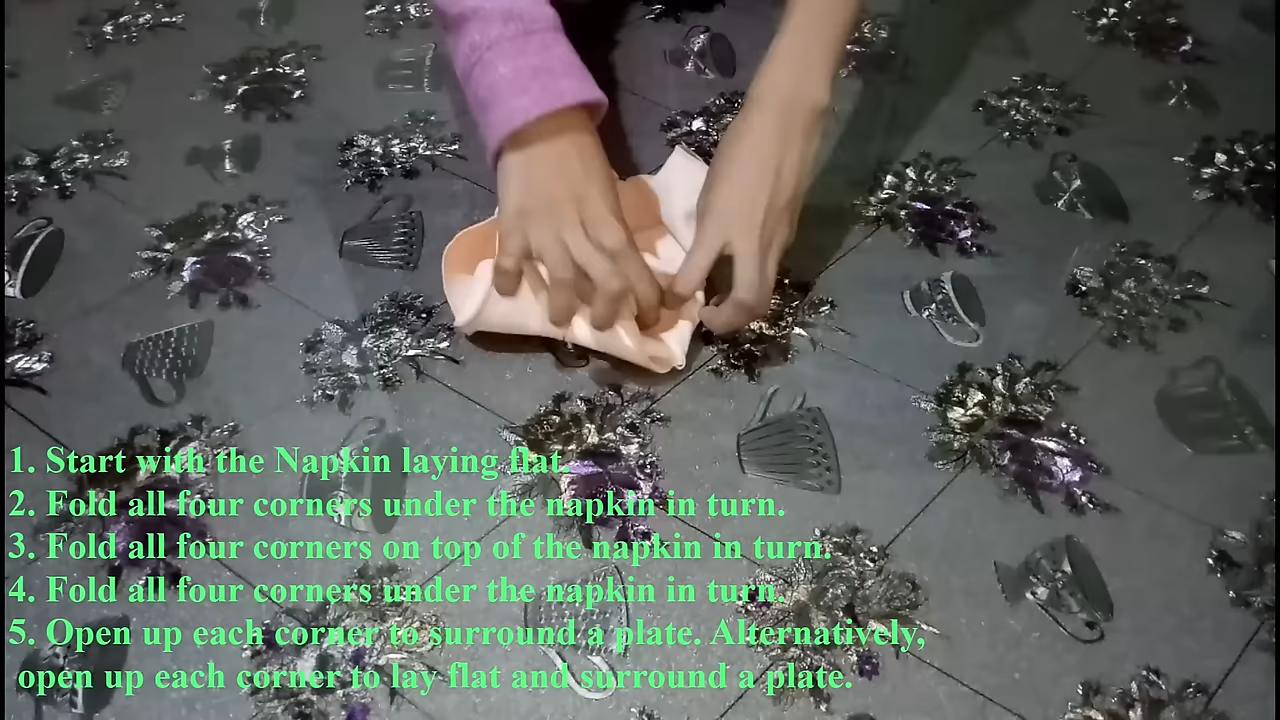 1. Start with the Napkin laying flat.
2. Fold all four corners under the napkin in turn.
3. Fold all four corners on top of the napkin in turn.
4. Fold all four corners under the napkin in turn.
5. Open up each corner to surround a plate. Alternatively,
open up each corner to lay flat and surround a plate.